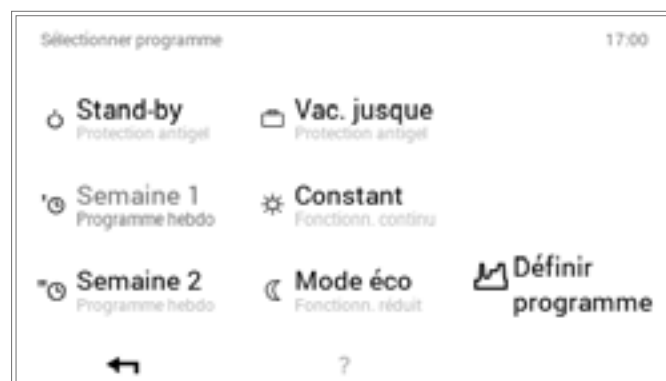 Sélectionner programme 17:00
Stand-by
Protection antigel
Vac. jusque
Protection antigel
Semaine 1
Programme hebdo
Constant
Fonctionn. continu
Semaine 2
Programme hebdo
Mode éco
Fonctionn. réduit
Définir
programme
?